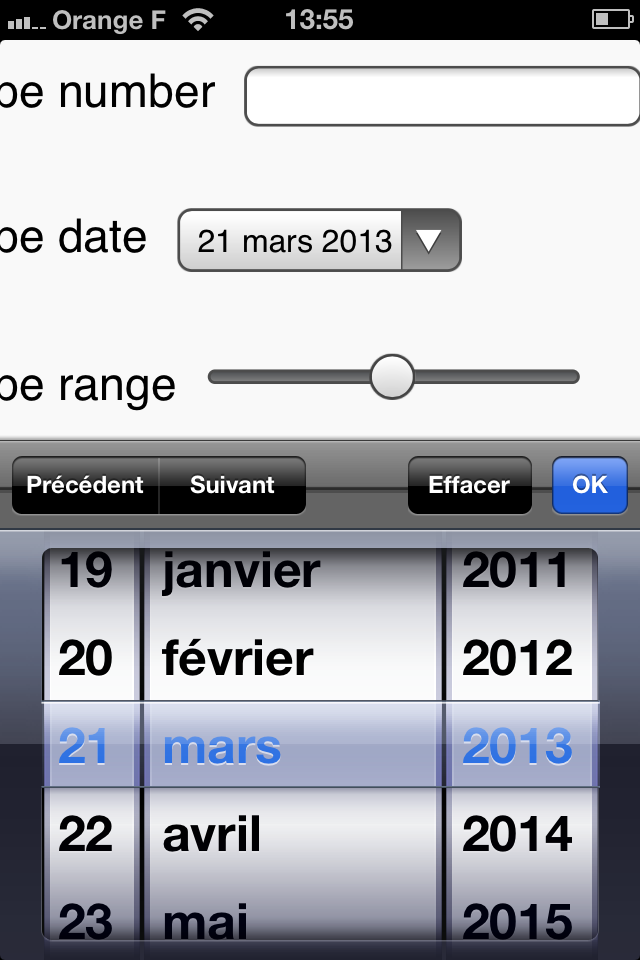 Orange F 13:55
pe number
pe date 21 mars 2013
pe range
Précédent Suivant Effacer OK
19 janvier 2011
20 février 2012
21 mars 2013
22 avril 2014
23 mai 2015